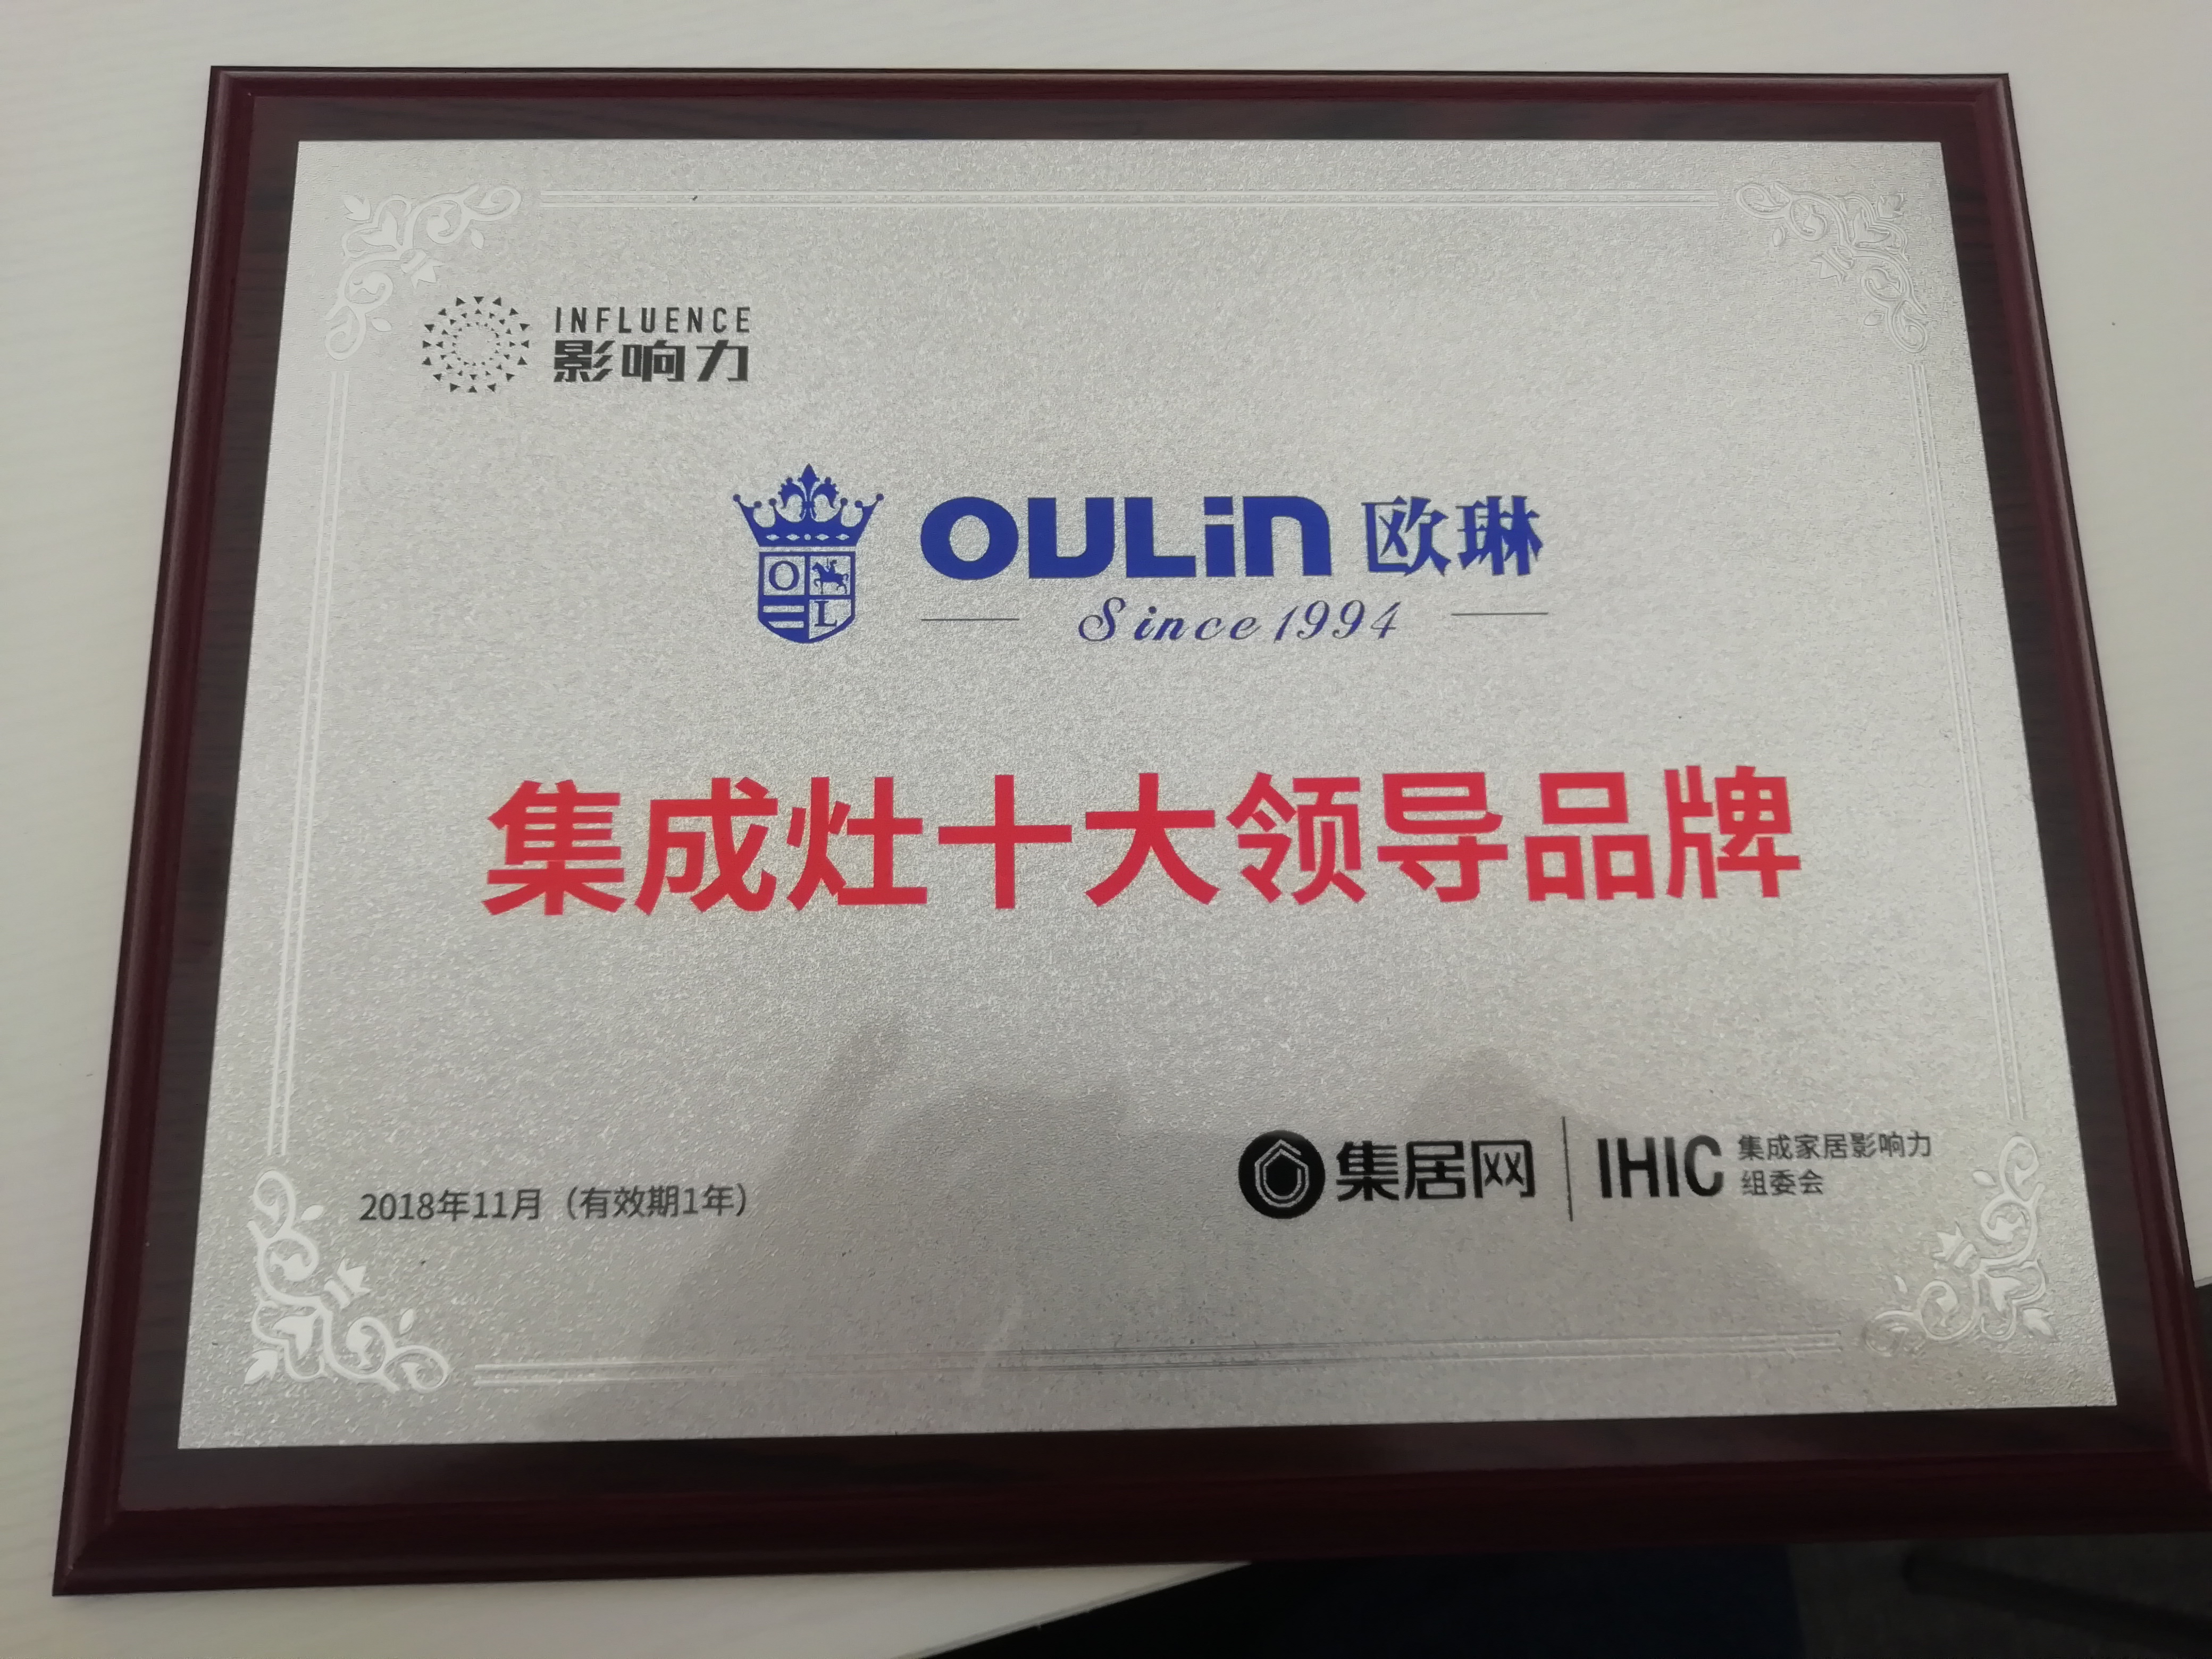 INFLUENCE
影响力
OULiN 欧琳
O
L
Since 1994
集成灶十大领导品牌
2018年11月（有效期1年）
集居网 IHIC 集成家居影响力
组委会